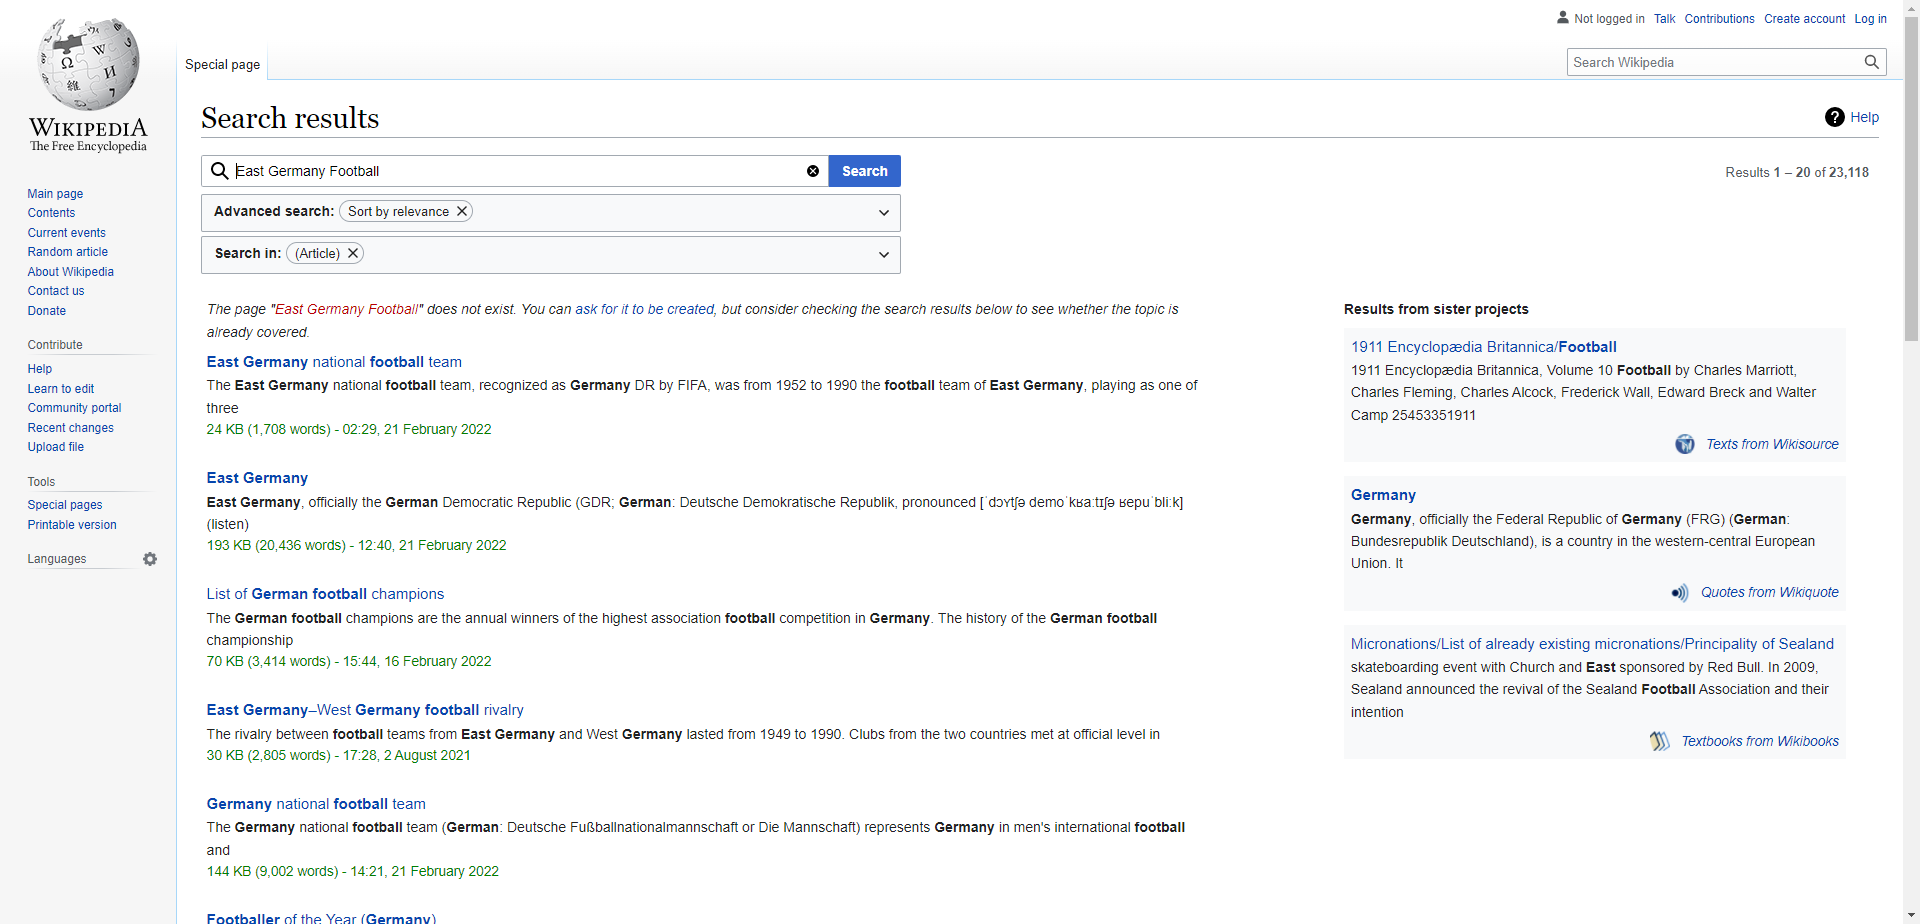 Not logged in Talk Contributions Create account Log in
Special page
Search Wikipedia
WIKIPEDIA
The Free Encyclopedia
Main page
Contents
Current events
Random article
About Wikipedia
Contact us
Donate
Contribute
Help
Learn to edit
Community portal
Recent changes
Upload file
Tools
Special pages
Printable version
Languages
Search results
Help
East Germany Football
Search
Results 1 – 20 of 23,118
Advanced search: Sort by relevance
Search in: (Article)
The page "East Germany Football" does not exist. You can ask for it to be created, but consider checking the search results below to see whether the topic is
already covered.
East Germany national football team
The East Germany national football team, recognized as Germany DR by FIFA, was from 1952 to 1990 the football team of East Germany, playing as one of
three
24 KB (1,708 words) - 02:29, 21 February 2022
East Germany
East Germany, officially the German Democratic Republic (GDR; German: Deutsche Demokratische Republik, pronounced [ˈdɔʏtʃə demoˈkʁaːtɪʃə ʁepuˈbliːk]
(listen)
193 KB (20,436 words) - 12:40, 21 February 2022
List of German football champions
The German football champions are the annual winners of the highest association football competition in Germany. The history of the German football
championship
70 KB (3,414 words) - 15:44, 16 February 2022
East Germany–West Germany football rivalry
The rivalry between football teams from East Germany and West Germany lasted from 1949 to 1990. Clubs from the two countries met at official level in
30 KB (2,805 words) - 17:28, 2 August 2021
Germany national football team
The Germany national football team (German: Deutsche Fußballnationalmannschaft or Die Mannschaft) represents Germany in men's international football
and
144 KB (9,002 words) - 14:21, 21 February 2022
Footballer of the Year (Germany)
Results from sister projects
1911 Encyclopædia Britannica/Football
1911 Encyclopædia Britannica, Volume 10 Football by Charles Marriott,
Charles Fleming, Charles Alcock, Frederick Wall, Edward Breck and Walter
Camp 25453351911
Texts from Wikisource
Germany
Germany, officially the Federal Republic of Germany (FRG) (German:
Bundesrepublik Deutschland), is a country in the western-central European
Union. It
Quotes from Wikiquote
Micronations/List of already existing micronations/Principality of Sealand
skateboarding event with Church and East sponsored by Red Bull. In 2009,
Sealand announced the revival of the Sealand Football Association and their
intention
Textbooks from Wikibooks